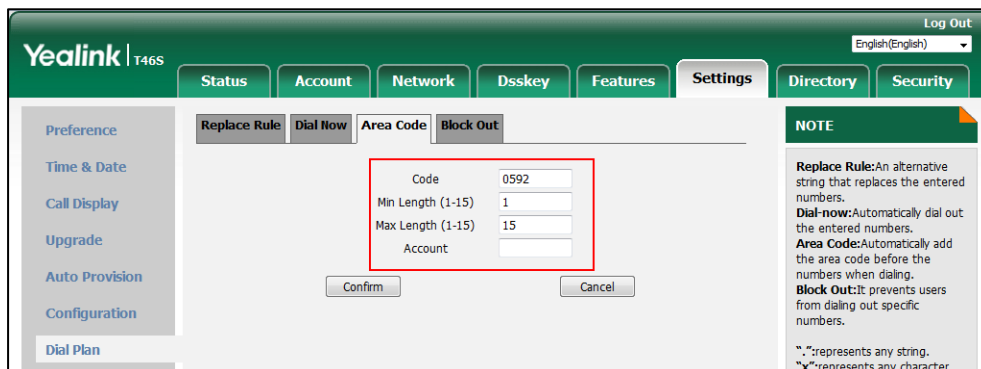 Log Out
Yealink | T46S
English(English)
Status Account Network Dsskey Features Settings Directory Security
Preference
Time & Date
Call Display
Upgrade
Auto Provision
Configuration
Dial Plan
Replace Rule Dial Now Area Code Block Out
Code 0592
Min Length (1-15) 1
Max Length (1-15) 15
Account
Confirm Cancel
NOTE
Replace Rule:An alternative
string that replaces the entered
numbers.
Dial-now:Automatically dial out
the entered numbers.
Area Code:Automatically add
the area code before the
numbers when dialing.
Block Out:It prevents users
from dialing out specific
numbers.
".":represents any string.
"x":represents any character